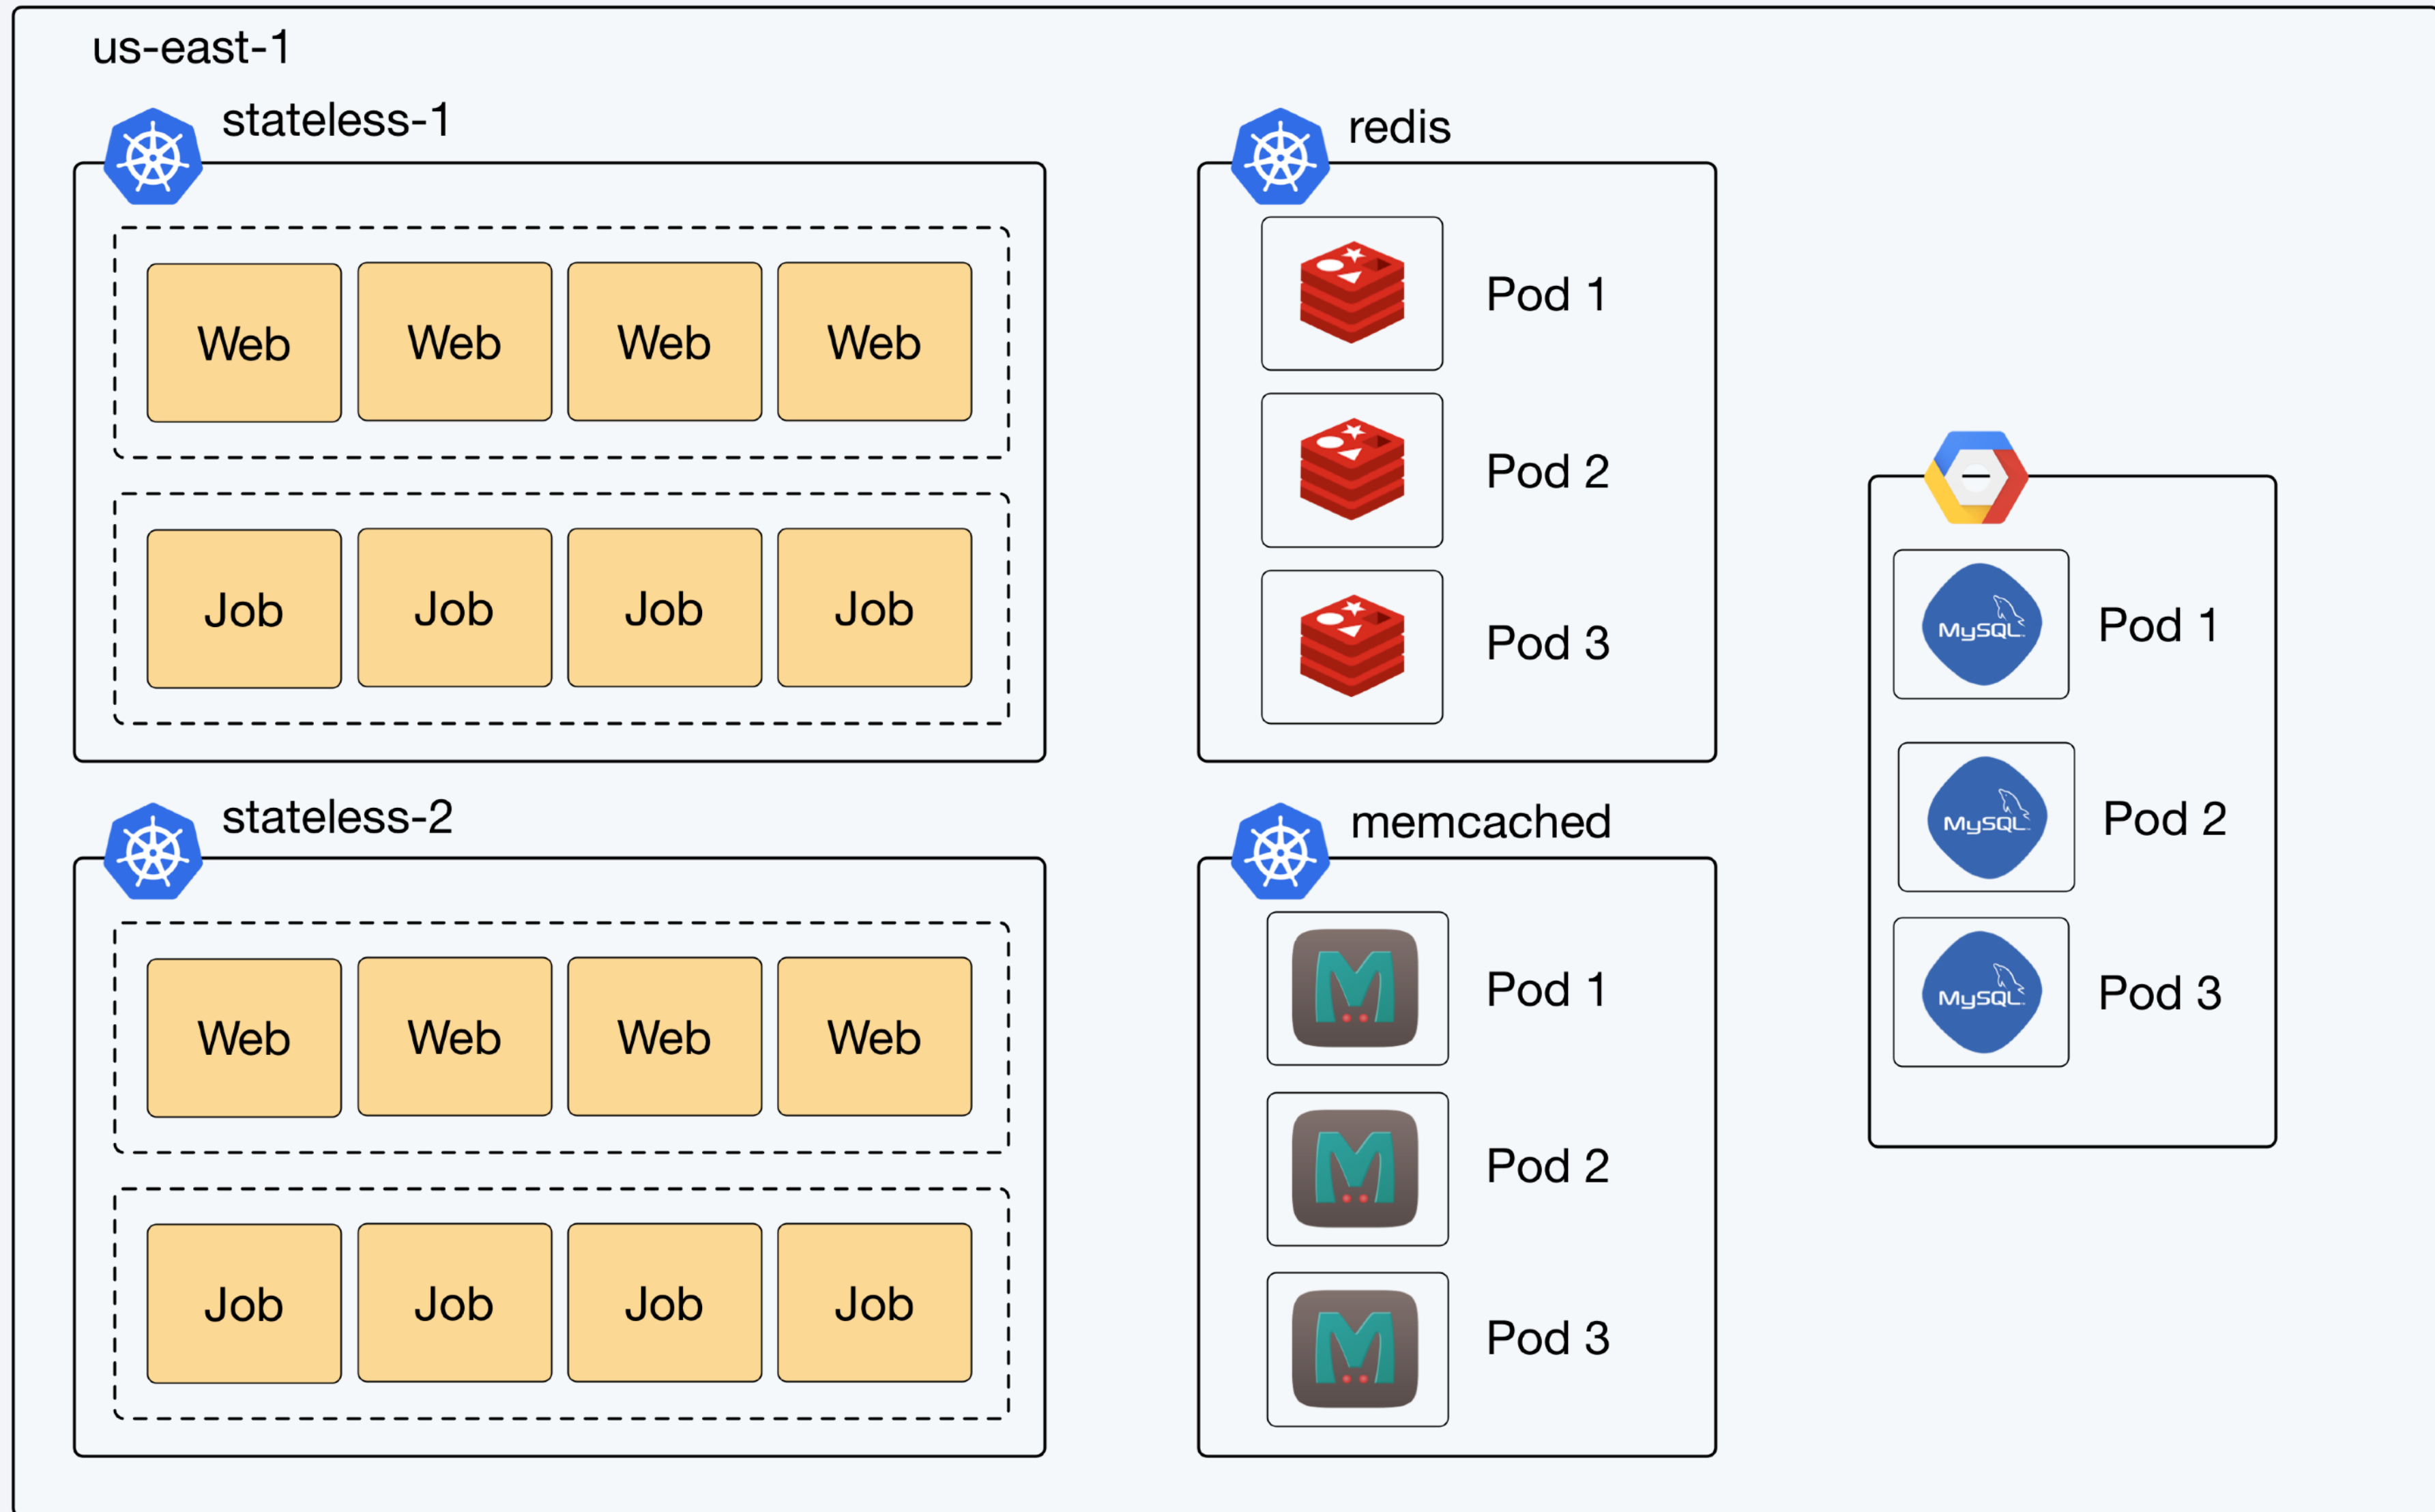 us-east-1
stateless-1
Web Web Web Web
Job Job Job Job
stateless-2
Web Web Web Web
Job Job Job Job
redis
Pod 1
Pod 2
Pod 3
memcached
M Pod 1
M Pod 2
M Pod 3
MySQL Pod 1
MySQL Pod 2
MySQL Pod 3